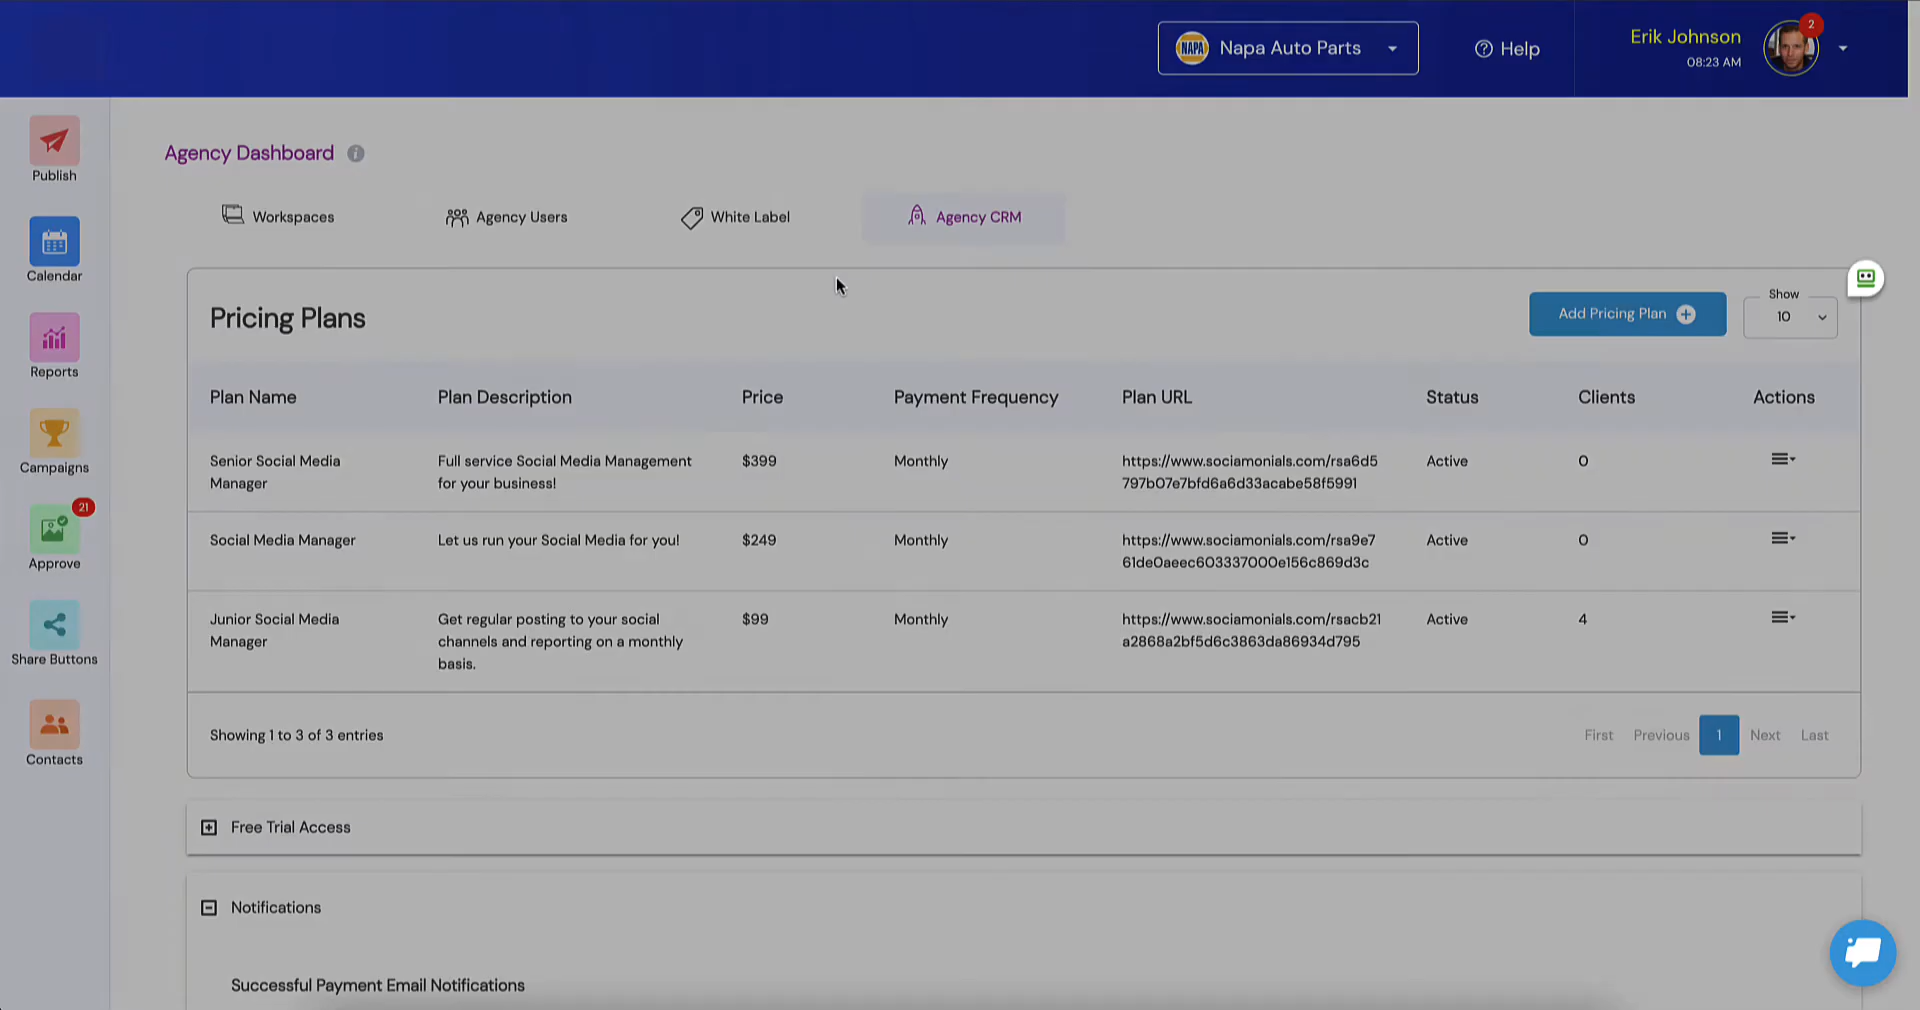 NAPA Napa Auto Parts
Help
Erik Johnson
2
08:23 AM
Publish
Calendar
Reports
Campaigns
21
Approve
Share Buttons
Contacts
Agency Dashboard
Workspaces
Agency Users
White Label
Agency CRM
Pricing Plans
Add Pricing Plan
Show
10
Plan Name Plan Description Price Payment Frequency Plan URL Status Clients Actions
Senior Social Media Full service Social Media Management $399 Monthly https://www.sociamonials.com/rsa6d5 Active 0
Manager for your business! 797b07e7bfd6a6d33acabe58f5991
Social Media Manager Let us run your Social Media for you! $249 Monthly https://www.sociamonials.com/rsa9e7 Active 0
61de0aeec603337000e156c869d3c
Junior Social Media Get regular posting to your social $99 Monthly https://www.sociamonials.com/rsacb21 Active 4
Manager channels and reporting on a monthly a2868a2bf5d6c3863da86934d795
basis.
Showing 1 to 3 of 3 entries
First Previous 1 Next Last
Free Trial Access
Notifications
Successful Payment Email Notifications